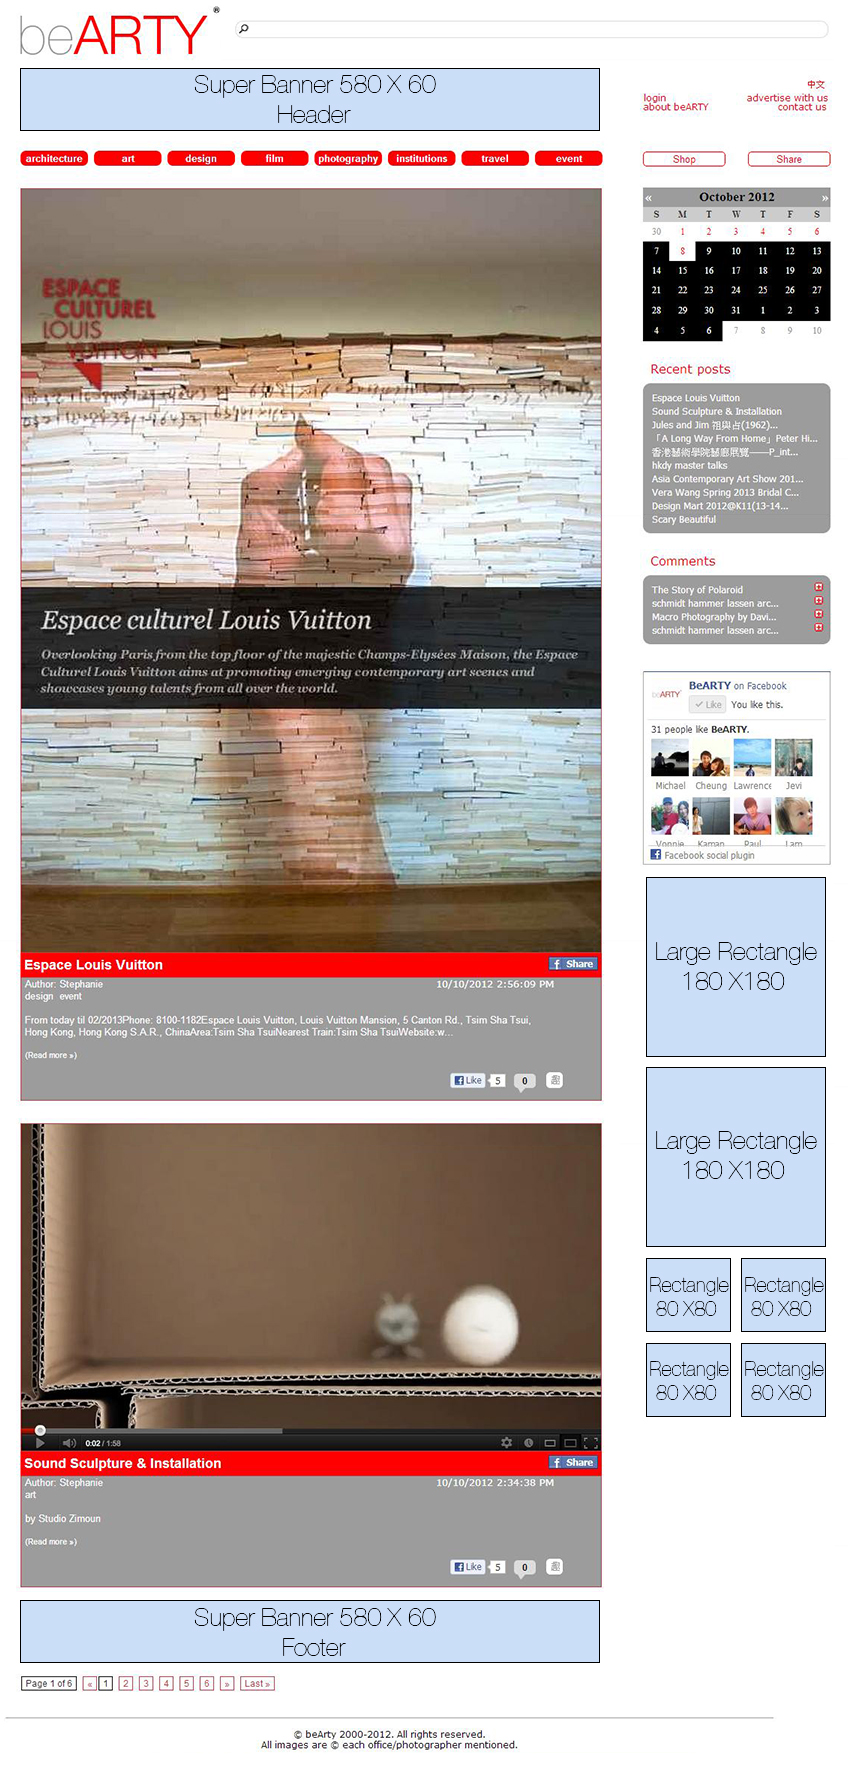 beARTY®
Super Banner 580 X 60
Header
中文
login
advertise with us
about beARTY
contact us
architecture
art
design
film
photography
institutions
travel
event
Shop
Share
ESPACE
CULTUREL
LOUIS
VUITTON
Espace culturel Louis Vuitton
Overlooking Paris from the top floor of the majestic Champs-Elysées Maison, the Espace
Culturel Louis Vuitton aims at promoting emerging contemporary art scenes and
showcases young talents from all over the world.
Espace Louis Vuitton
Share
Author: Stephanie
10/10/2012 2:56:09 PM
design event
From today til 02/2013Phone: 8100-1182Espace Louis Vuitton, Louis Vuitton Mansion, 5 Canton Rd., Tsim Sha Tsui,
Hong Kong, Hong Kong S.A.R., ChinaArea:Tsim Sha TsuiNearest Train:Tsim Sha TsuiWebsite:w...
(Read more »)
Like 5 0
0:02 / 1:58
Sound Sculpture & Installation
Share
Author: Stephanie
10/10/2012 2:34:38 PM
art
by Studio Zimoun
(Read more »)
Like 5 0
Super Banner 580 X 60
Footer
Page 1 of 6 « 1 2 3 4 5 6 » Last »
« October 2012 »
S M T W T F S
30 1 2 3 4 5 6
7 8 9 10 11 12 13
14 15 16 17 18 19 20
21 22 23 24 25 26 27
28 29 30 31 1 2 3
4 5 6 7 8 9 10
Recent posts
Espace Louis Vuitton
Sound Sculpture & Installation
Jules and Jim 祖與占(1962)...
「A Long Way From Home」Peter Hi...
香港藝術學院藝廊展覽——P_int...
hkdy master talks
Asia Contemporary Art Show 201...
Vera Wang Spring 2013 Bridal C...
Design Mart 2012@K11(13-14...
Scary Beautiful
Comments
The Story of Polaroid
schmidt hammer lassen arc...
Macro Photography by Davi...
schmidt hammer lassen arc...
beARTY
BeARTY on Facebook
Like You like this.
31 people like BeARTY.
Michael Cheung Lawrence Jevi
Vonnie Kaman Paul Lam
Facebook social plugin
Large Rectangle
180 X180
Large Rectangle
180 X180
Rectangle
80 X80
Rectangle
80 X80
Rectangle
80 X80
Rectangle
80 X80
© beArty 2000-2012. All rights reserved.
All images are © each office/photographer mentioned.